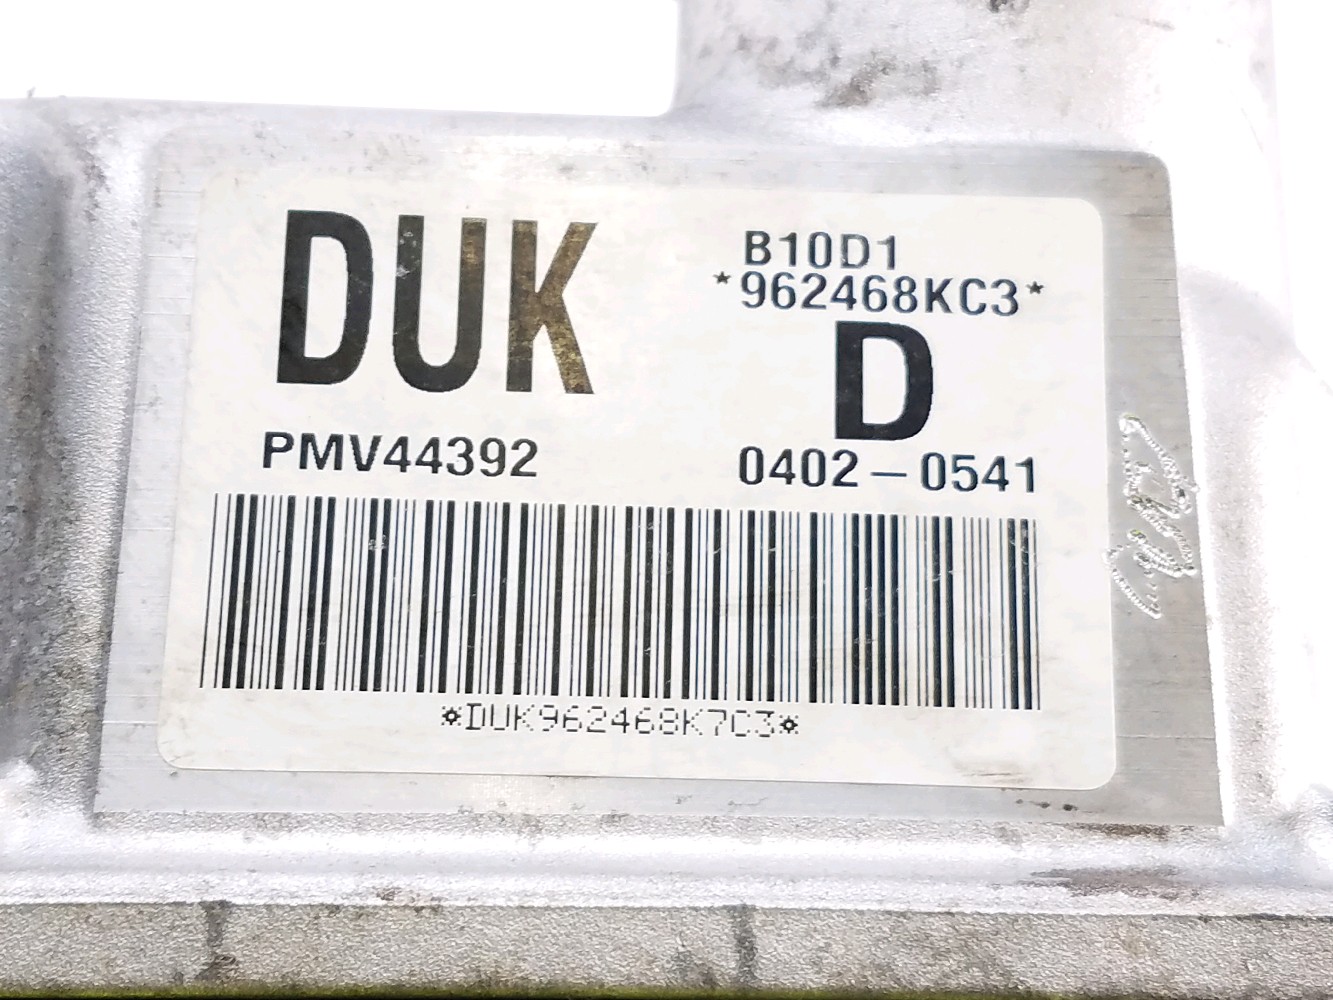 DUK
B10D1
*962468KC3*
D
PMV44392
0402-0541
*DUK962468K7C3*